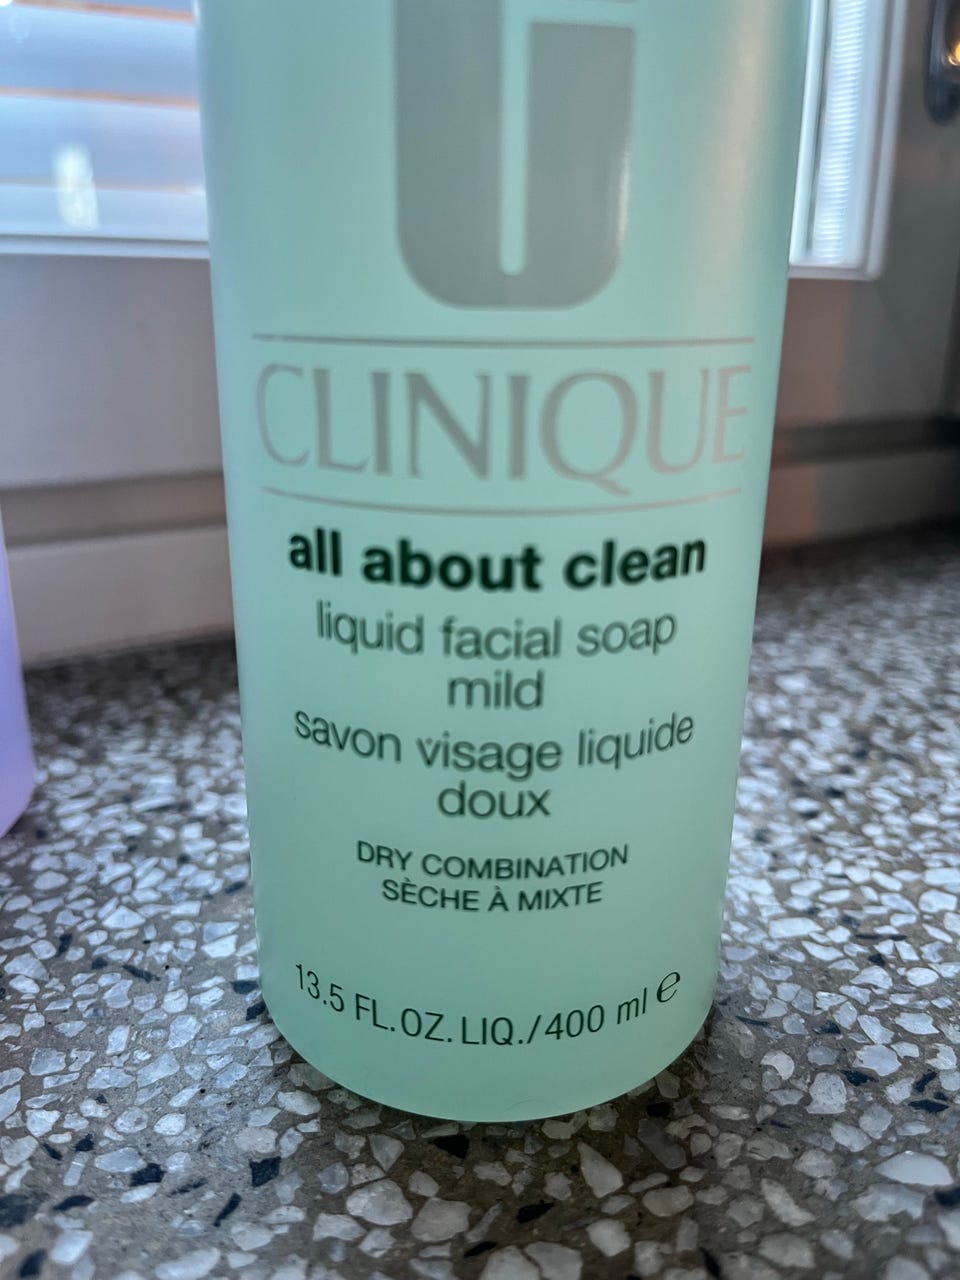 CLINIQUE
all about clean
liquid facial soap
mild
savon visage liquide
doux
DRY COMBINATION
SÈCHE À MIXTE
13.5 FL.OZ.LIQ./400 ml ℮